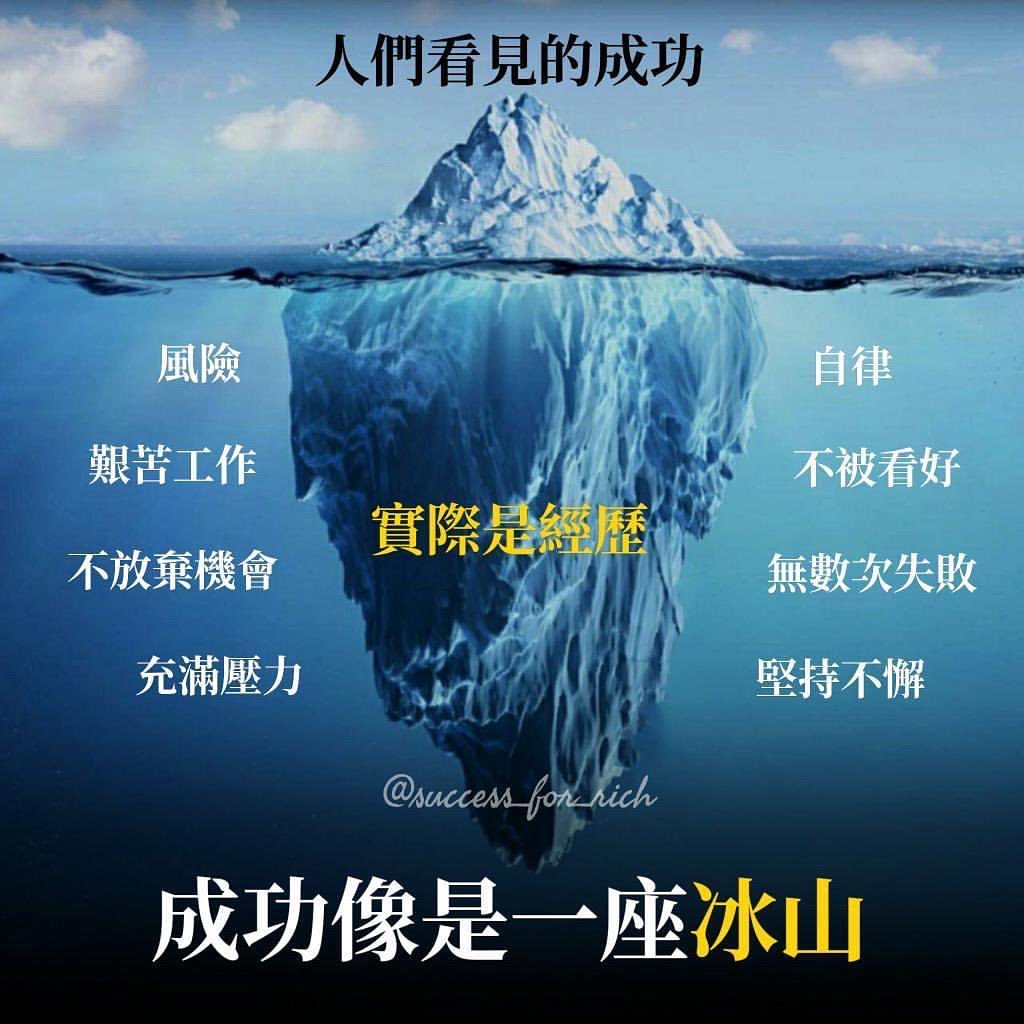 人們看見的成功
風險
自律
艱苦工作
不被看好
實際是經歷
不放棄機會
無數次失敗
充滿壓力
堅持不懈
@success_for_rich
成功像是一座冰山